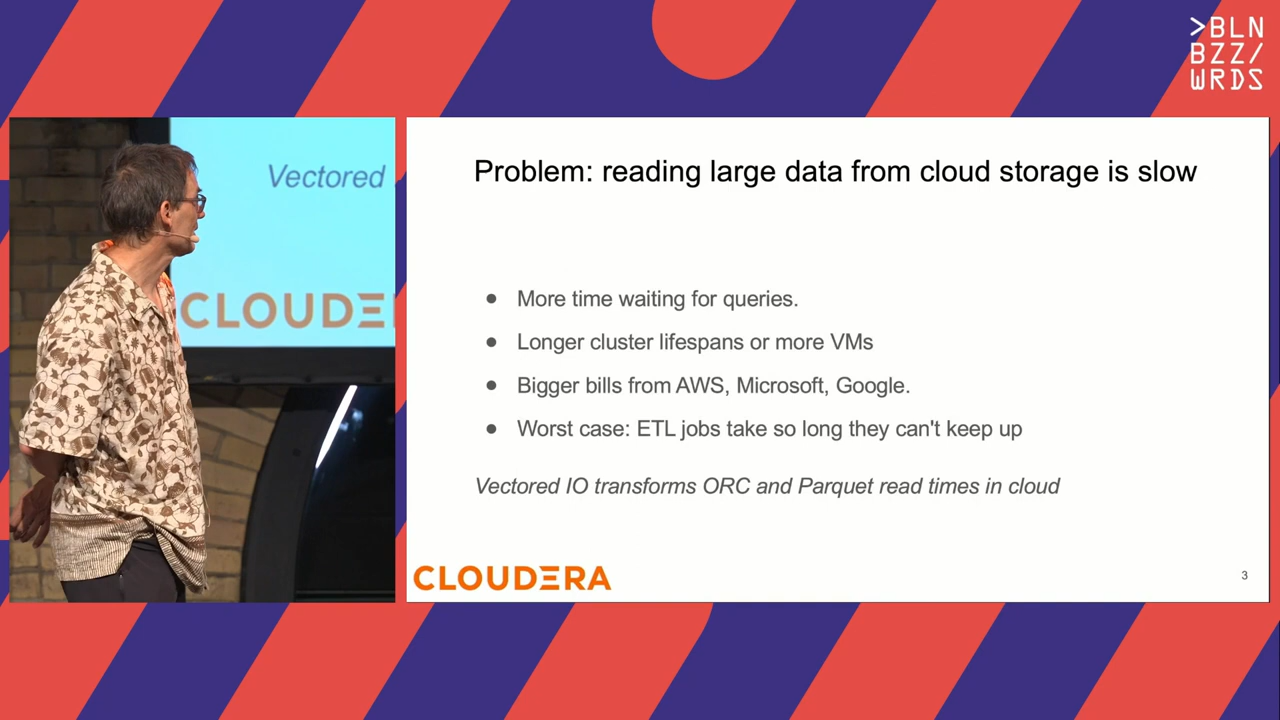 >BLN
BZZ/
WRDS
Vectored
CLOUDERA
Problem: reading large data from cloud storage is slow
● More time waiting for queries.
● Longer cluster lifespans or more VMs
● Bigger bills from AWS, Microsoft, Google.
● Worst case: ETL jobs take so long they can't keep up
Vectored IO transforms ORC and Parquet read times in cloud
CLOUDERA
3